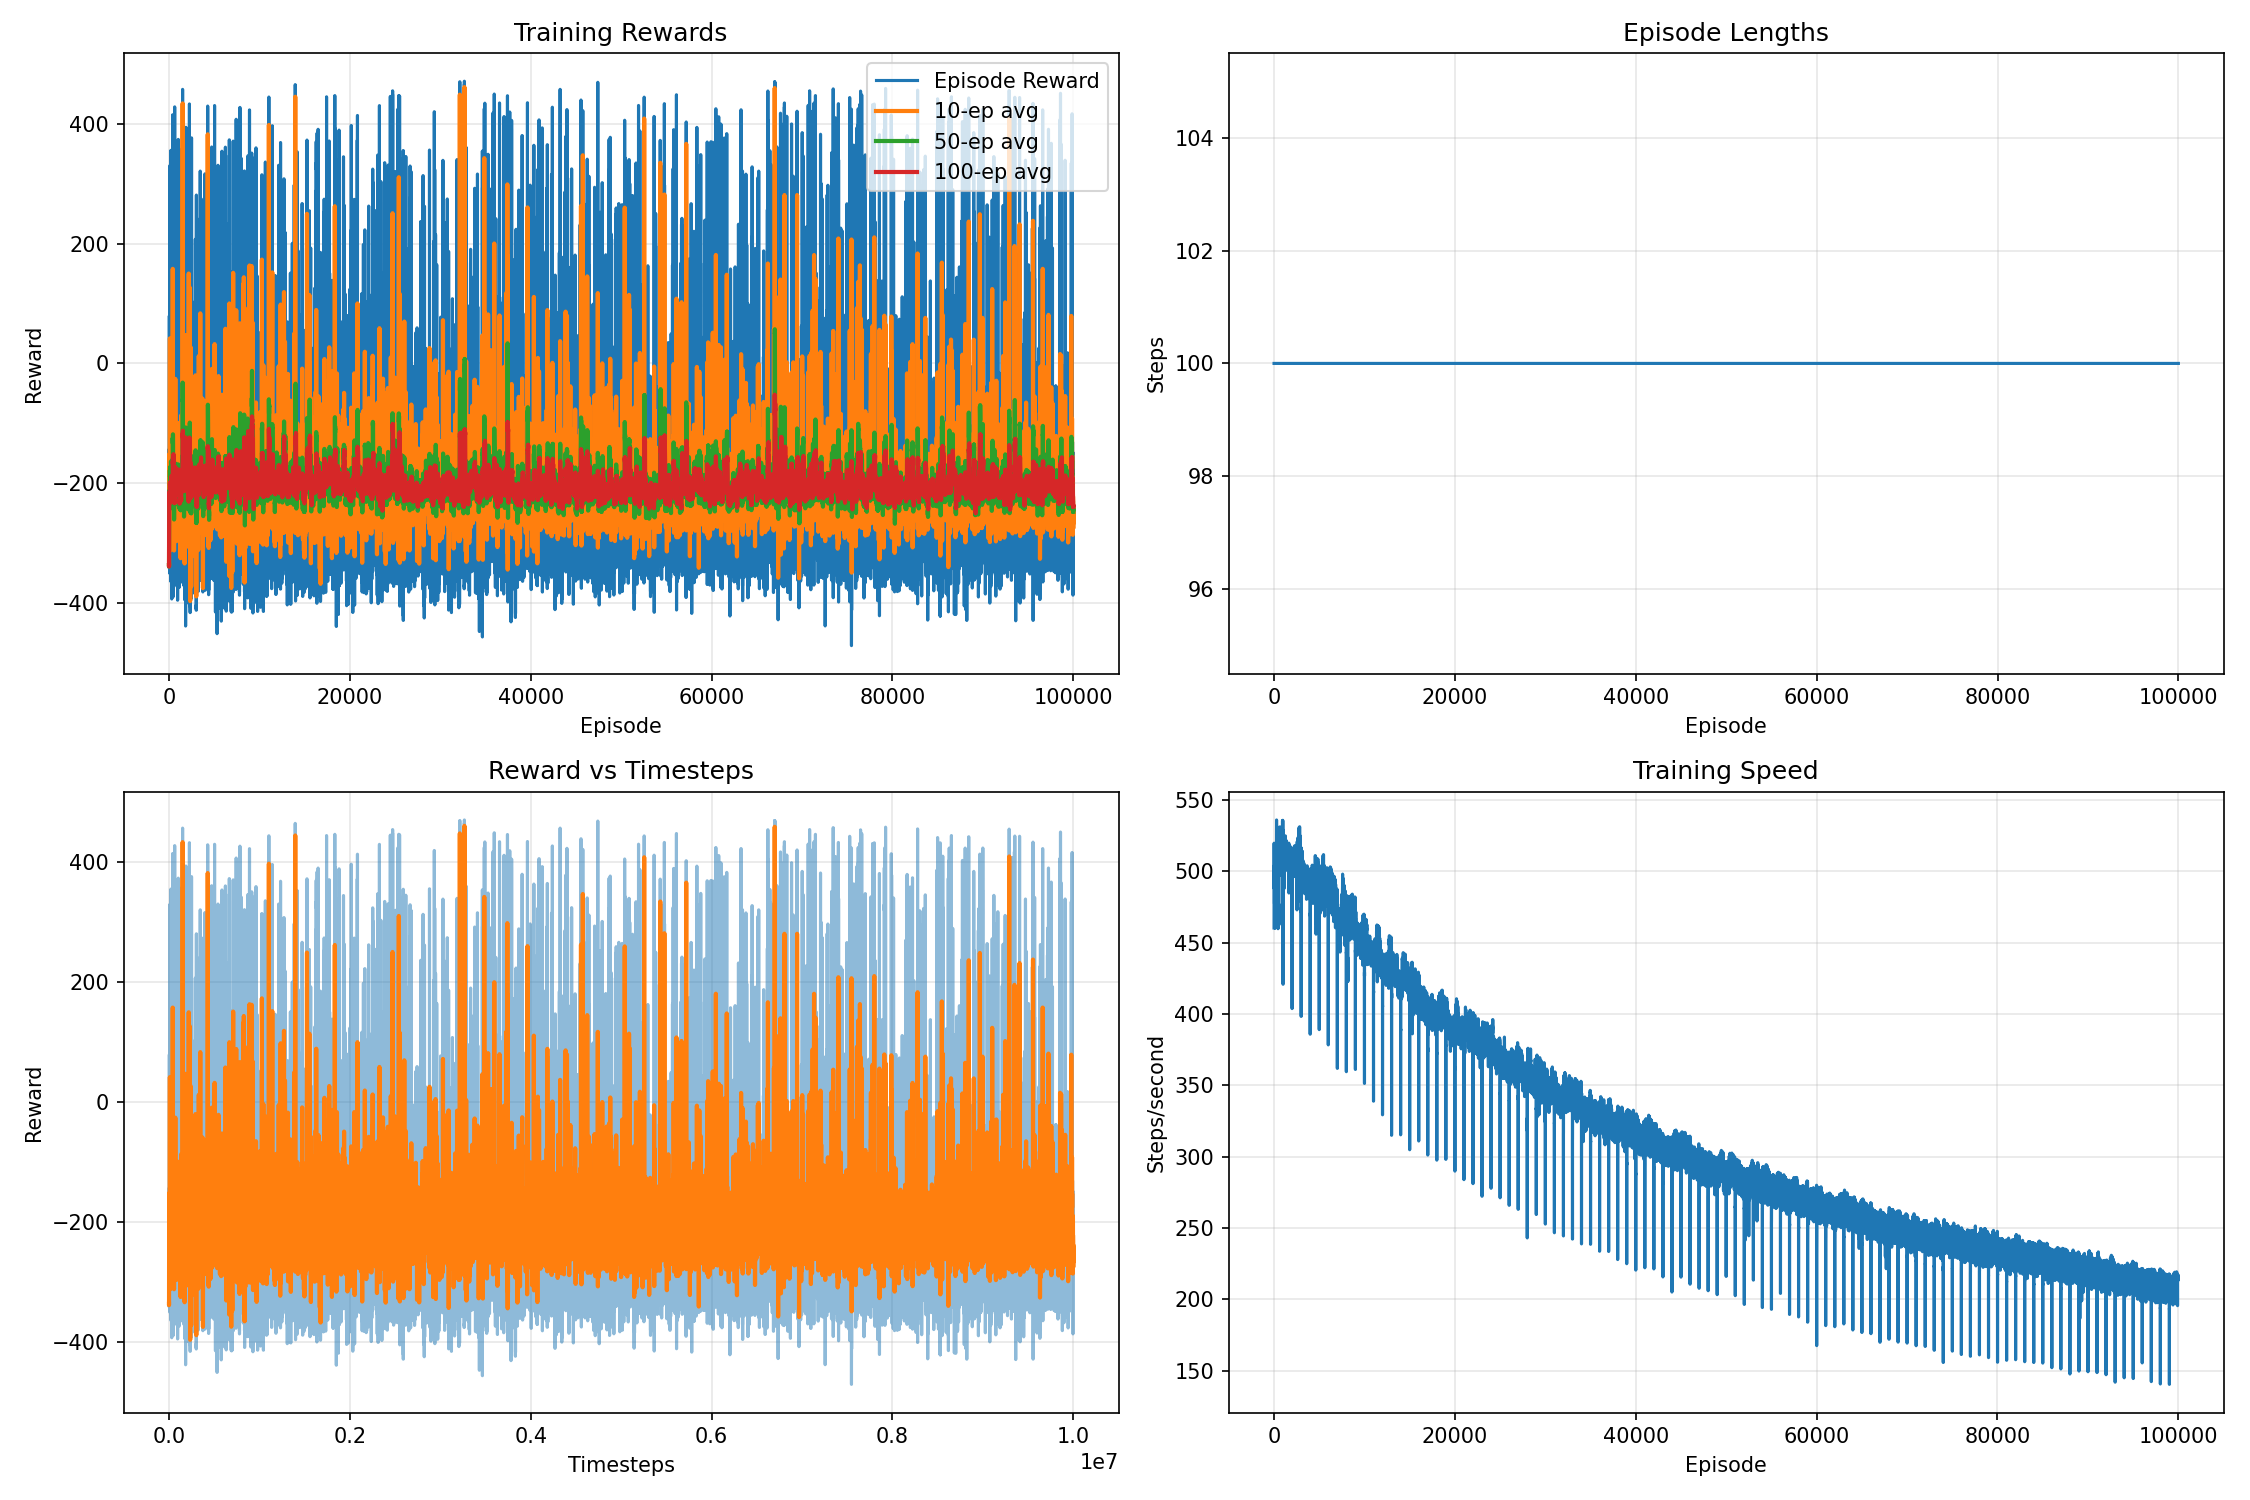 Training Rewards
Episode Reward
10-ep avg
50-ep avg
100-ep avg
400
200
0
−200
−400
Reward
0
20000
40000
60000
80000
100000
Episode
Episode Lengths
104
102
100
98
96
Steps
0
20000
40000
60000
80000
100000
Episode
Reward vs Timesteps
400
200
0
−200
−400
Reward
0.0
0.2
0.4
0.6
0.8
1.0
1e7
Timesteps
Training Speed
550
500
450
400
350
300
250
200
150
Steps/second
0
20000
40000
60000
80000
100000
Episode